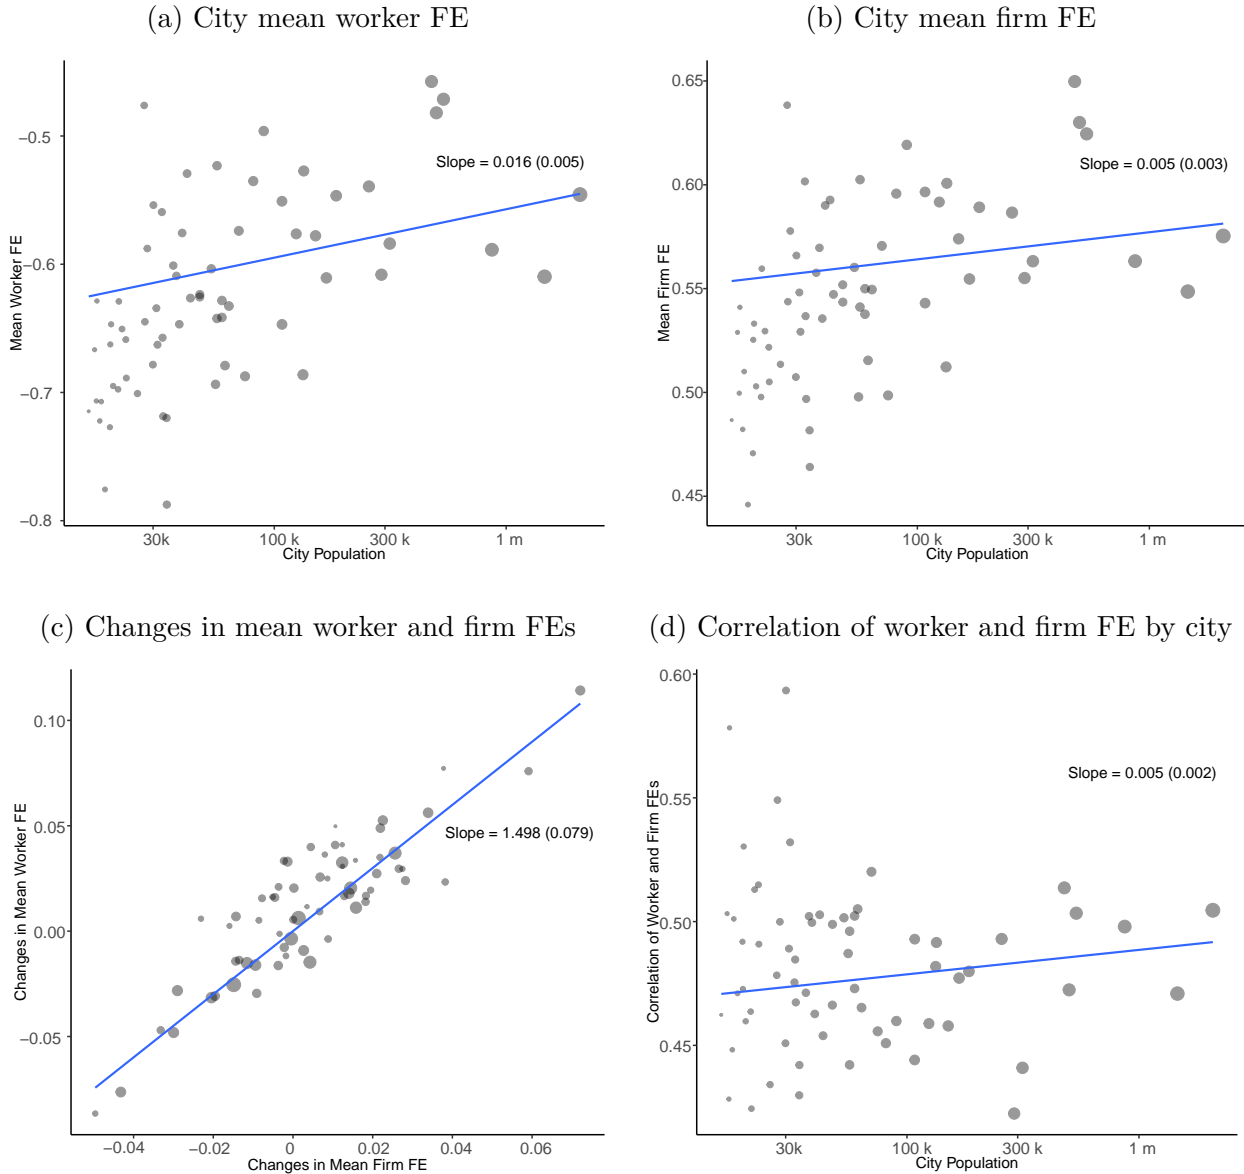 (a) City mean worker FE
Mean Worker FE
−0.5
−0.6
−0.7
−0.8
Slope = 0.016 (0.005)
30k
100 k
300 k
1 m
City Population
(b) City mean firm FE
Mean Firm FE
0.65
0.60
0.55
0.50
0.45
Slope = 0.005 (0.003)
30k
100 k
300 k
1 m
City Population
(c) Changes in mean worker and firm FEs
Changes in Mean Worker FE
0.10
0.05
0.00
−0.05
Slope = 1.498 (0.079)
−0.04
−0.02
0
0.02
0.04
0.06
Changes in Mean Firm FE
(d) Correlation of worker and firm FE by city
Correlation of Worker and Firm FEs
0.60
0.55
0.50
0.45
Slope = 0.005 (0.002)
30k
100 k
300 k
1 m
City Population